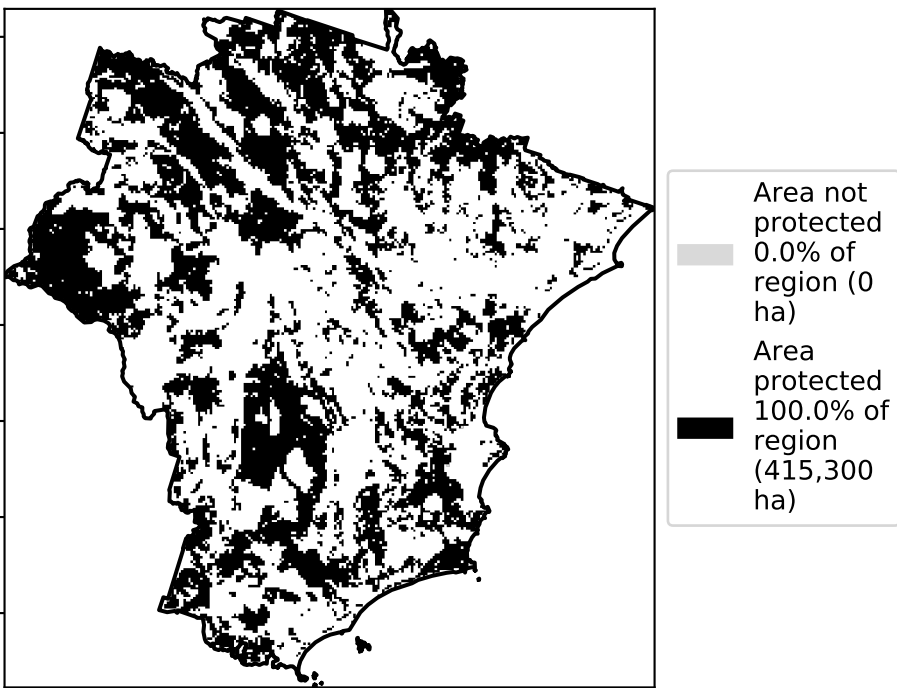 Area not
protected
0.0% of
region (0
ha)
Area
protected
100.0% of
region
(415,300
ha)